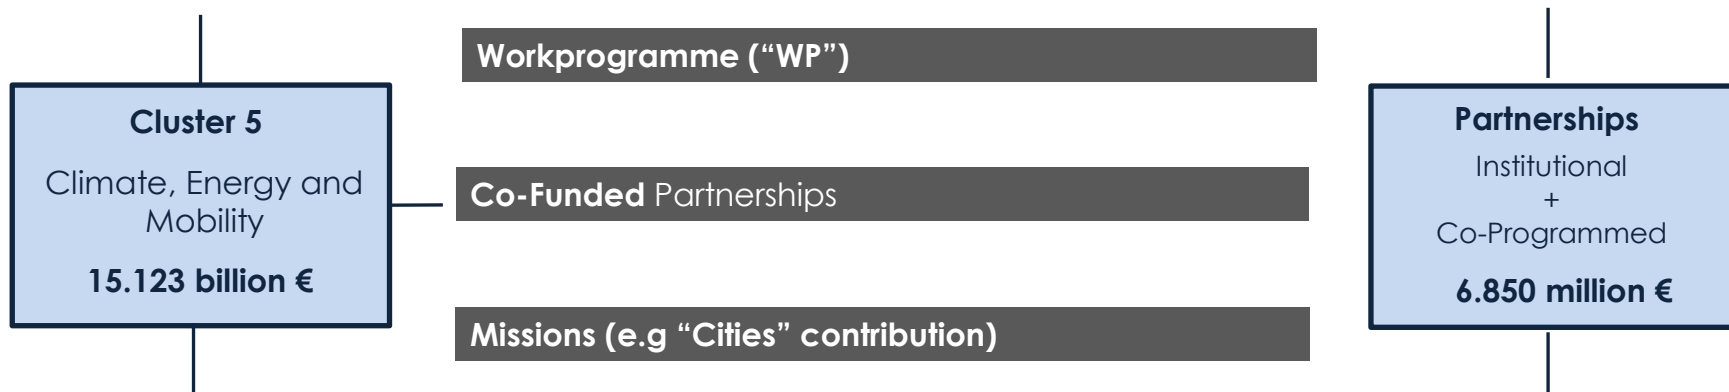 Cluster 5
Climate, Energy and
Mobility
15.123 billion €
Workprogramme (“WP”)
Co-Funded Partnerships
Missions (e.g “Cities” contribution)
Partnerships
Institutional
+
Co-Programmed
6.850 million €